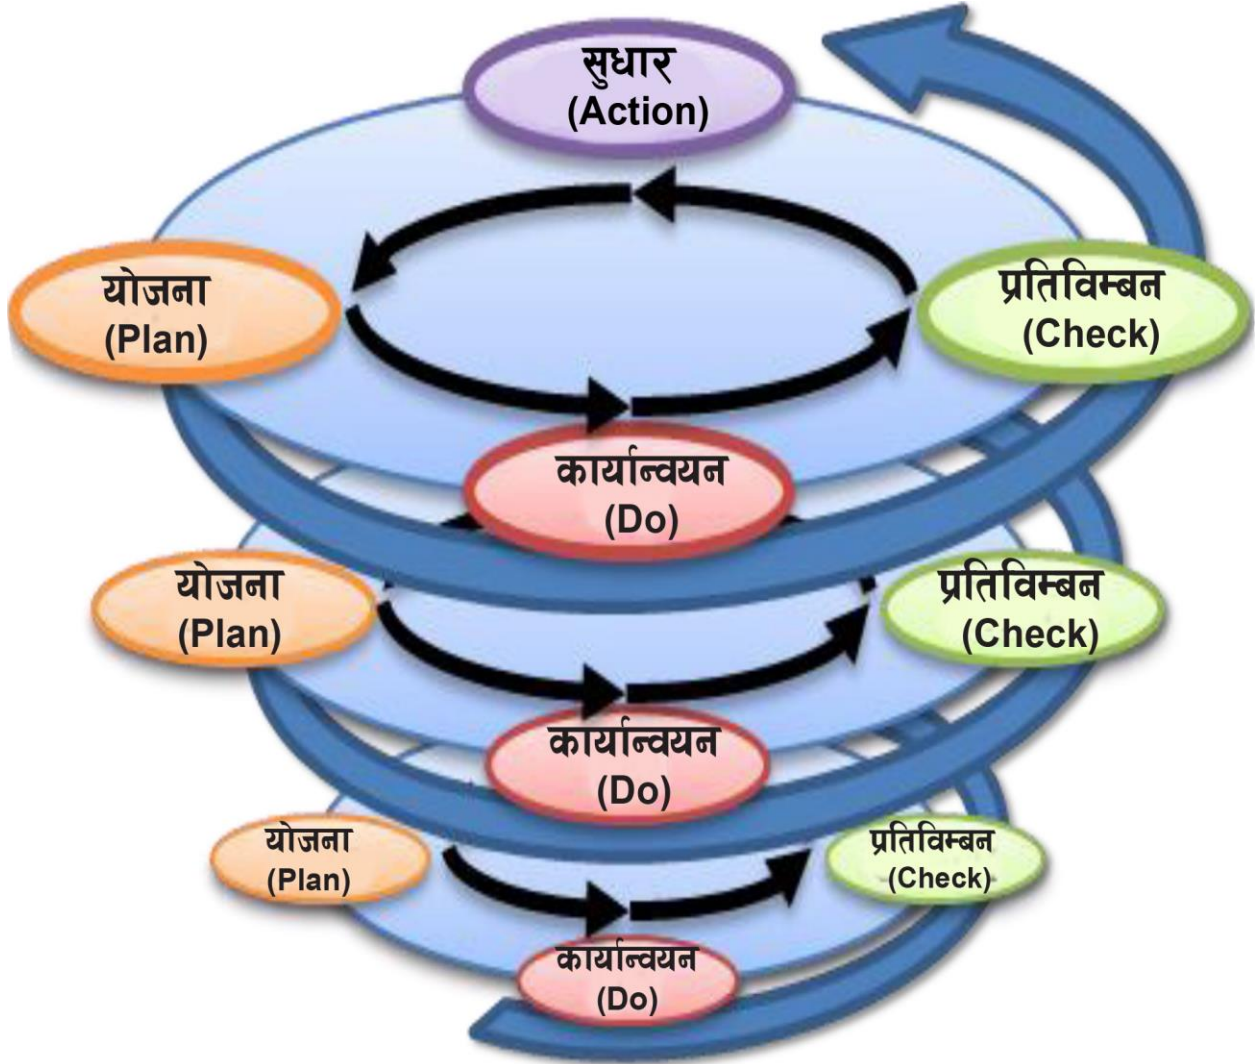 सुधार
(Action)
योजना
(Plan)
प्रतिविम्बन
(Check)
कार्यान्वयन
(Do)
योजना
(Plan)
प्रतिविम्बन
(Check)
कार्यान्वयन
(Do)
योजना
(Plan)
प्रतिविम्बन
(Check)
कार्यान्वयन
(Do)